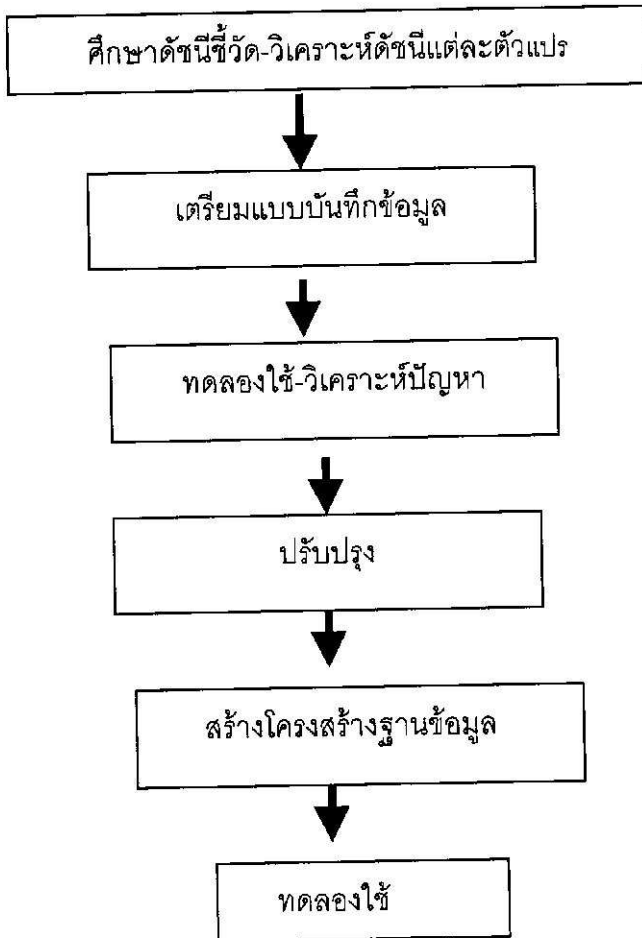 ศึกษาดัชนีชี้วัด-วิเคราะห์ดัชนีแต่ละตัวแปร
เตรียมแบบบันทึกข้อมูล
ทดลองใช้-วิเคราะห์ปัญหา
ปรับปรุง
สร้างโครงสร้างฐานข้อมูล
ทดลองใช้